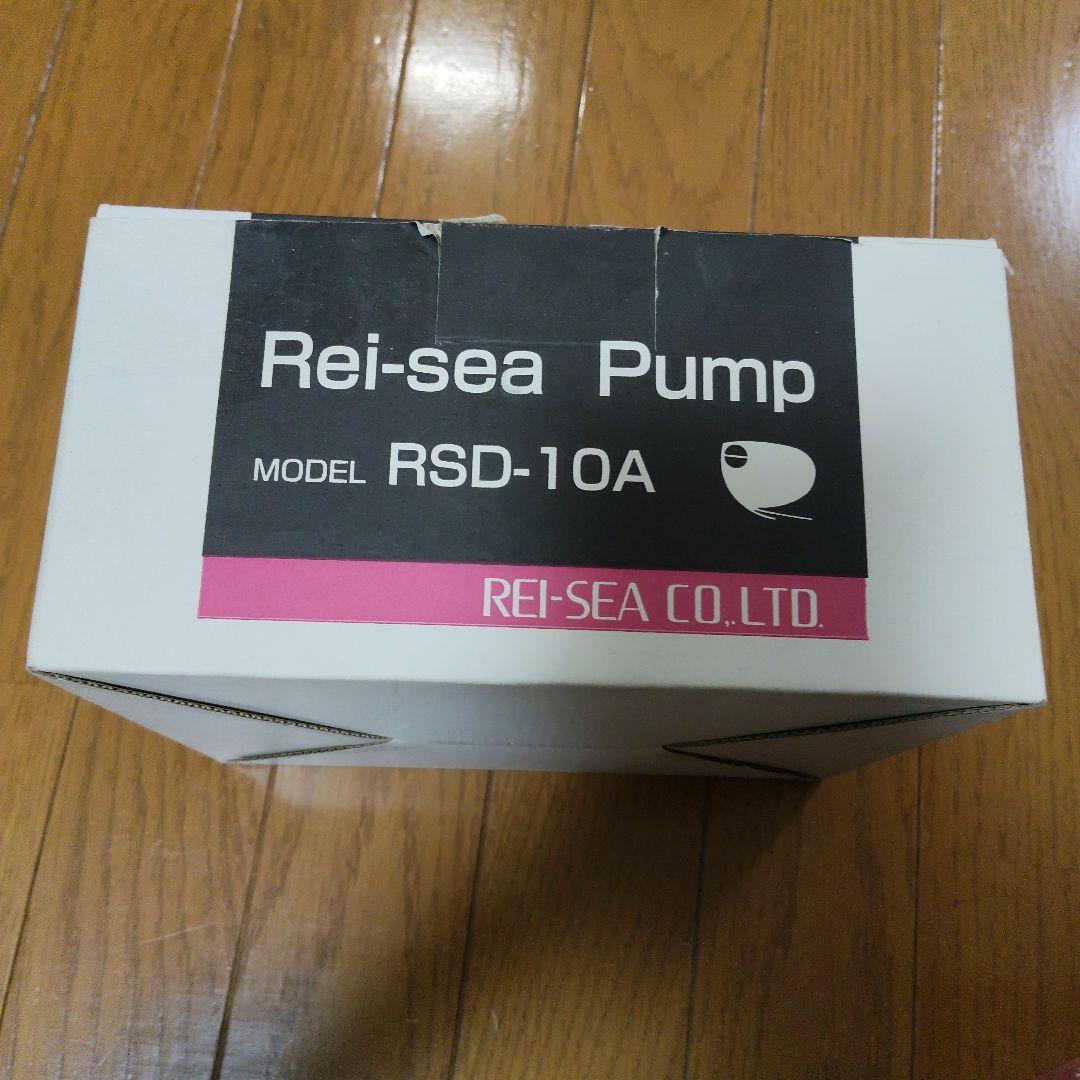 Rei-sea Pump
MODEL RSD-10A
REI-SEA CO,.LTD.